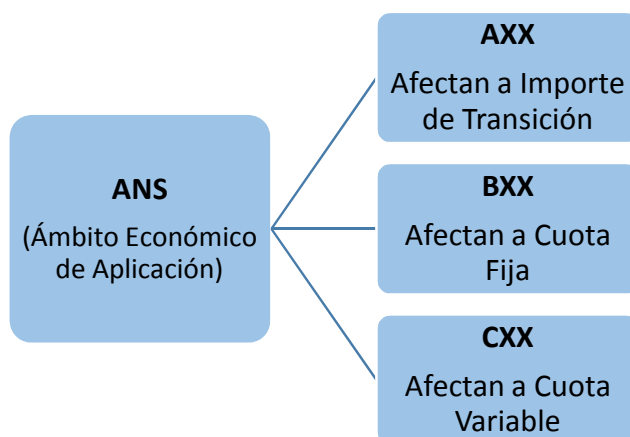 ANS
(Ámbito Económico
de Aplicación)
AXX
Afectan a Importe
de Transición
BXX
Afectan a Cuota
Fija
CXX
Afectan a Cuota
Variable